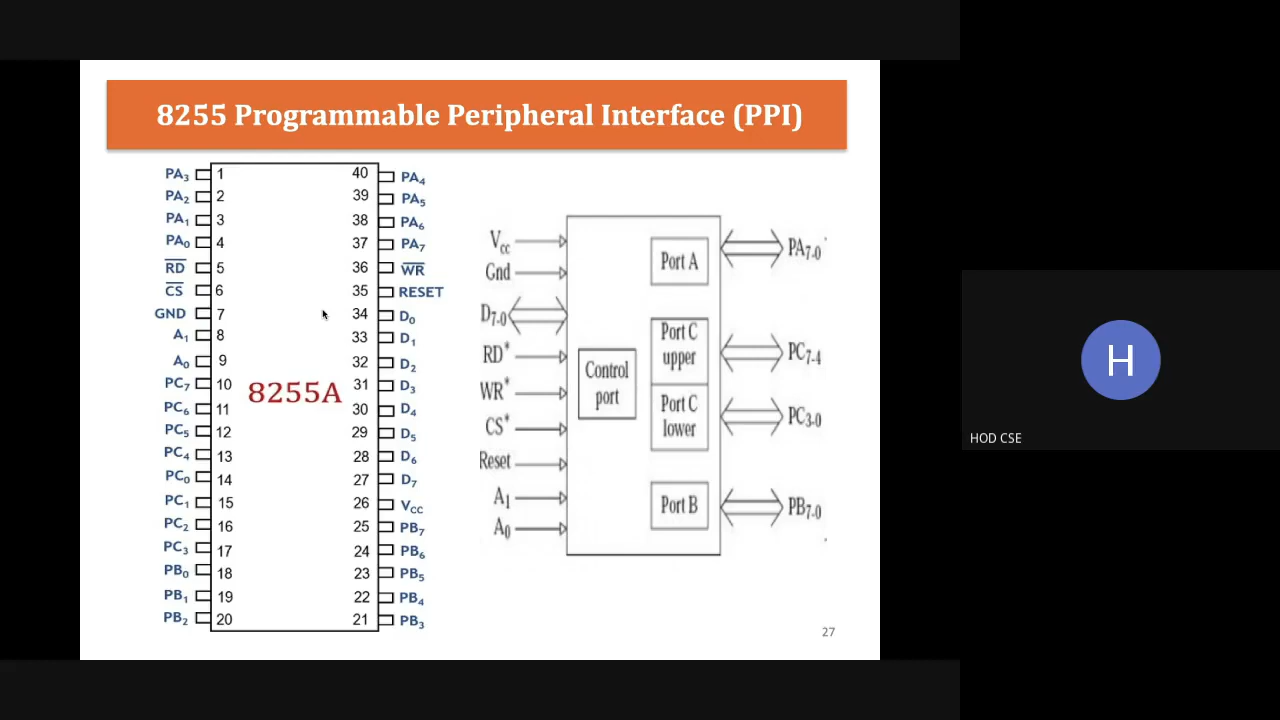 8255 Programmable Peripheral Interface (PPI)
PA3 1 40 PA4
PA2 2 39 PA5
PA1 3 38 PA6
PA0 4 37 PA7
RD 5 36 WR
CS 6 35 RESET
GND 7 34 D0
A1 8 33 D1
A0 9 32 D2
PC7 10 31 D3
8255A
PC6 11 30 D4
PC5 12 29 D5
PC4 13 28 D6
PC0 14 27 D7
PC1 15 26 VCC
PC2 16 25 PB7
PC3 17 24 PB6
PB0 18 23 PB5
PB1 19 22 PB4
PB2 20 21 PB3
Vcc
Gnd
D7-0
RD*
WR*
CS*
Reset
A1
A0
Control
port
Port A
Port C
upper
Port C
lower
Port B
PA7-0
PC7-4
PC3-0
PB7-0
27
H
HOD CSE